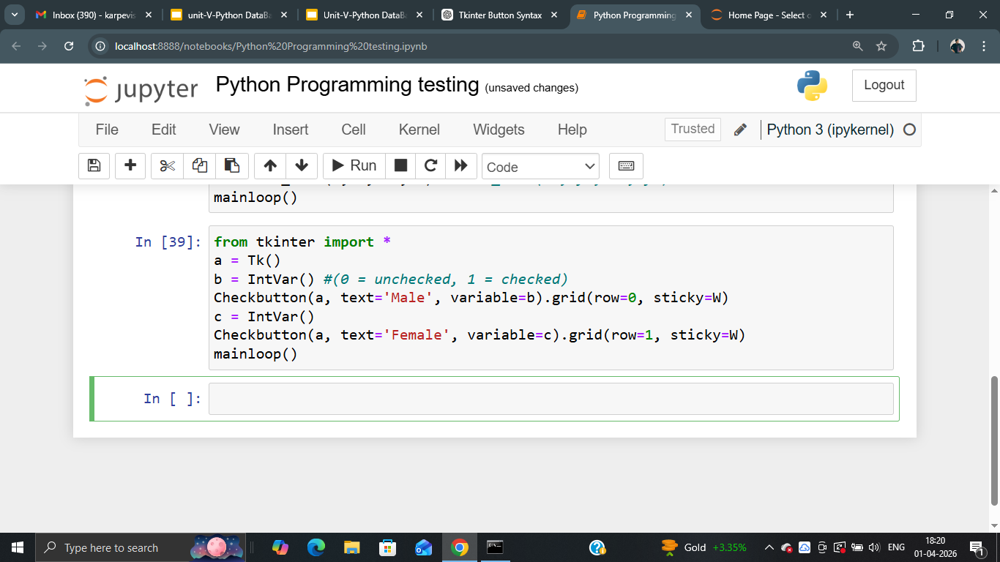 Inbox (390) - karpevis
unit-V-Python DataBa
Unit-V-Python DataBa
Tkinter Button Syntax
Python Programming
Home Page - Select o
localhost:8888/notebooks/Python%20Programming%20testing.ipynb
jupyter Python Programming testing (unsaved changes)
Logout
File Edit View Insert Cell Kernel Widgets Help
Trusted
Python 3 (ipykernel)
Run
Code
mainloop()
In [39]:
from tkinter import *
a = Tk()
b = IntVar() #(0 = unchecked, 1 = checked)
Checkbutton(a, text='Male', variable=b).grid(row=0, sticky=W)
c = IntVar()
Checkbutton(a, text='Female', variable=c).grid(row=1, sticky=W)
mainloop()
In [ ]:
Type here to search
Gold +3.35%
ENG
18:20
01-04-2026
1